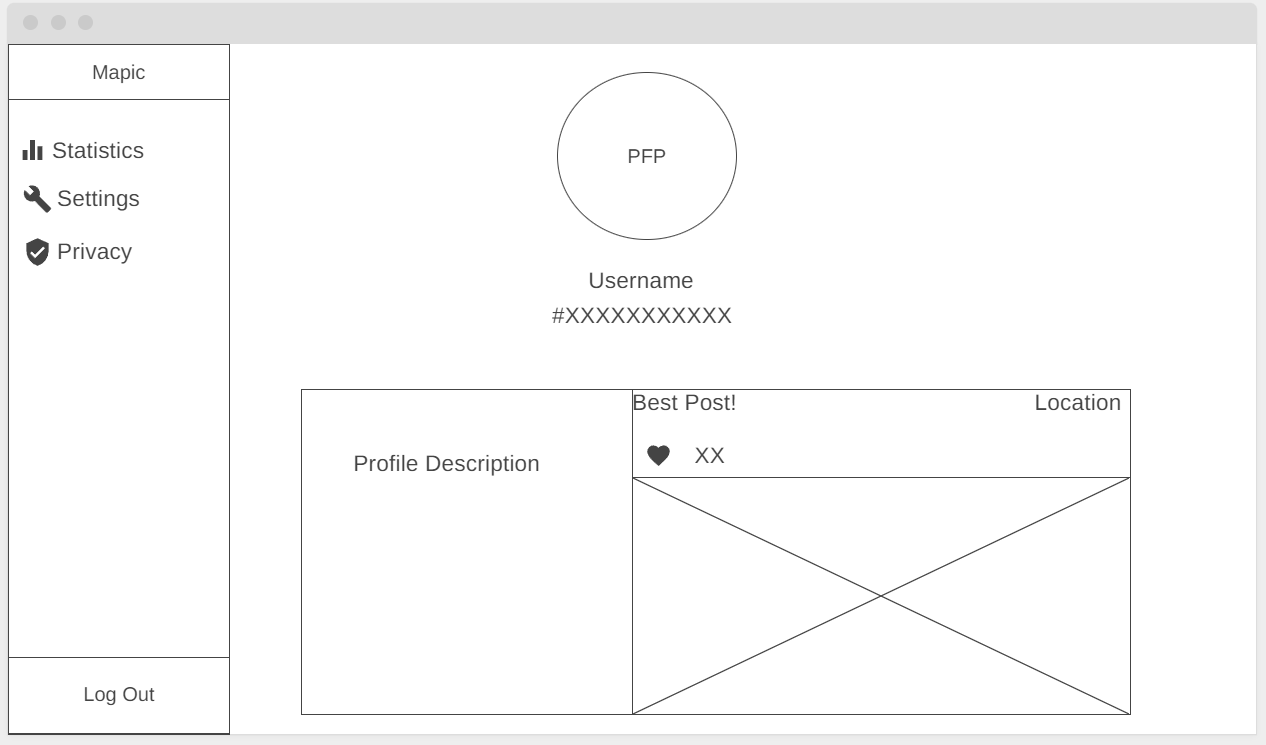 Mapic
Statistics
Settings
Privacy
Log Out
PFP
Username
#XXXXXXXXXXX
Profile Description
Best Post!
Location
XX